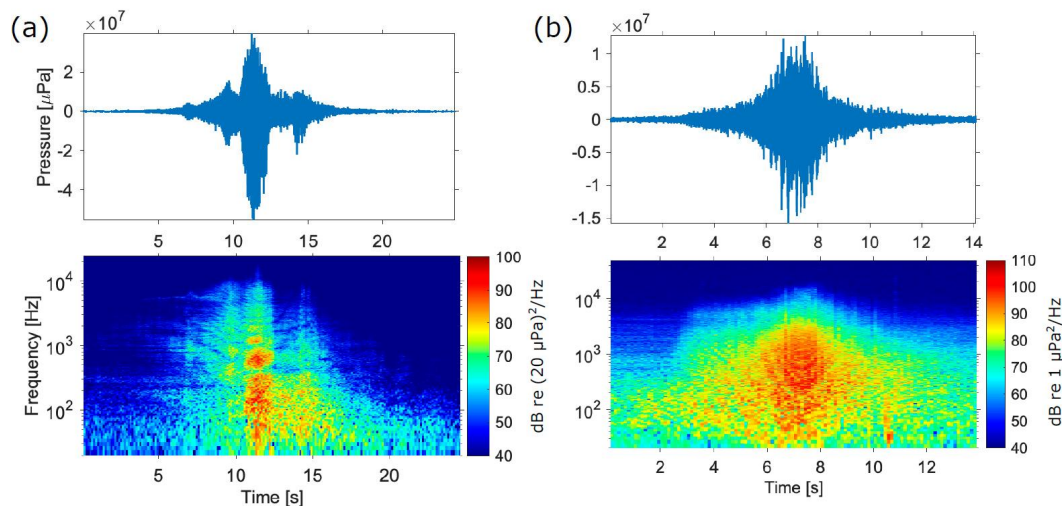 (a)
×10⁷
Pressure [μPa]
2
0
-2
-4
5 10 15 20
Frequency [Hz]
10⁴
10³
10²
5 10 15 20
Time [s]
100
90
80
70
60
50
40
dB re (20 μPa)²/Hz
(b)
×10⁷
1
0.5
0
-0.5
-1
-1.5
2 4 6 8 10 12 14
10⁴
10³
10²
2 4 6 8 10 12
Time [s]
110
100
90
80
70
60
50
40
dB re 1 μPa²/Hz